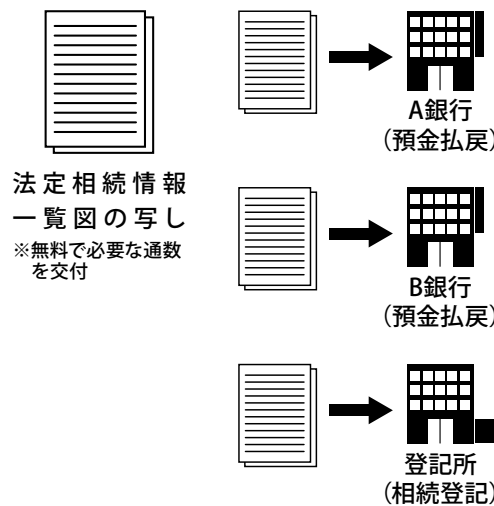 法定相続情報
一覧図の写し
※無料で必要な通数
を交付
A銀行
(預金払戻)
B銀行
(預金払戻)
登記所
(相続登記)